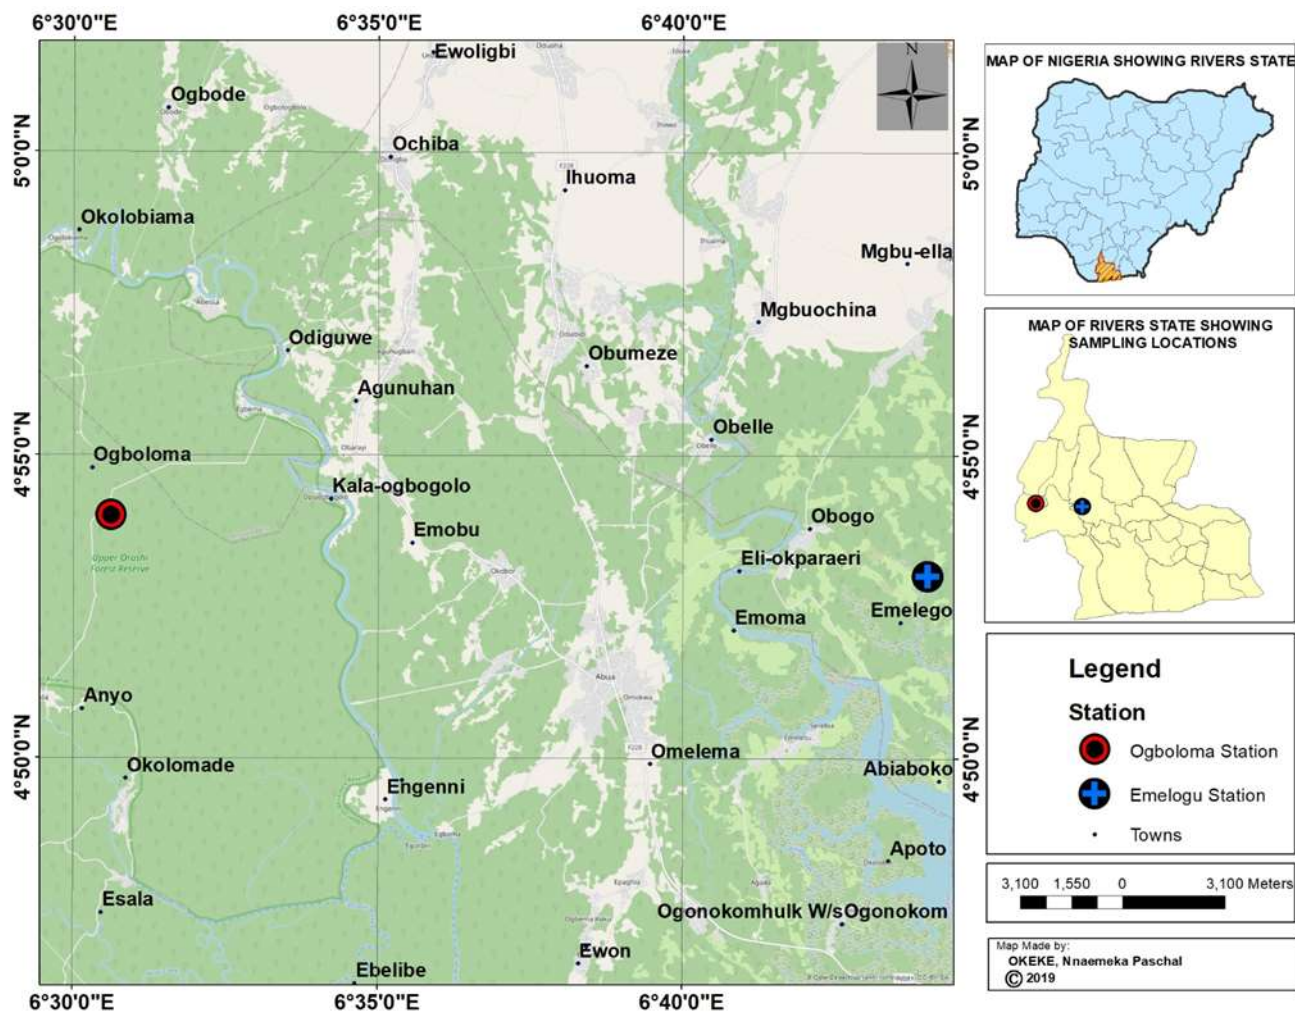 6°30'0"E
6°35'0"E
6°40'0"E
5°0'0"N
4°55'0"N
4°50'0"N
5°0'0"N
4°55'0"N
4°50'0"N
6°30'0"E
6°35'0"E
6°40'0"E
N
Ewoligbi
Ogbode
Ochiba
Ihuoma
Okolobiama
Mgbu-ella
Mgbuochina
Odiguwe
Obumeze
Agunuhan
Obelle
Obelle
Ogboloma
Kala-ogbogolo
Obogo
Emobu
Eli-okparaeri
Upper Orashi
Forest Reserve
Okobor
Emelego
Emoma
Abua
Anyo
F228
Omelema
Okolomade
Abiaboko
Ehgenni
Apoto
Esala
Ogonokomhulk W/sOgonokom
Ewon
Ebelibe
MAP OF NIGERIA SHOWING RIVERS STATE
MAP OF RIVERS STATE SHOWING
SAMPLING LOCATIONS
Legend
Station
Ogboloma Station
Emelogu Station
Towns
3,100 1,550 0 3,100 Meters
Map Made by:
OKEKE, Nnaemeka Paschal
© 2019